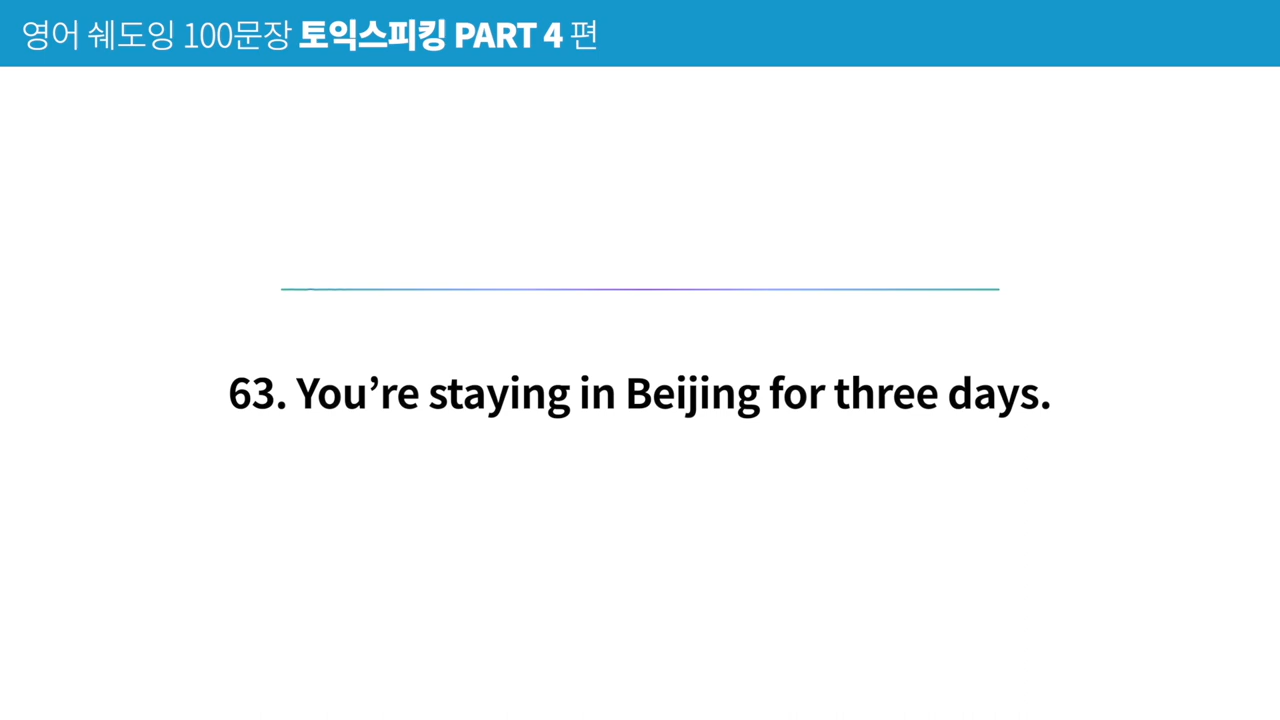 영어 쉐도잉 100문장 토익스피킹 PART 4 편
63. You’re staying in Beijing for three days.